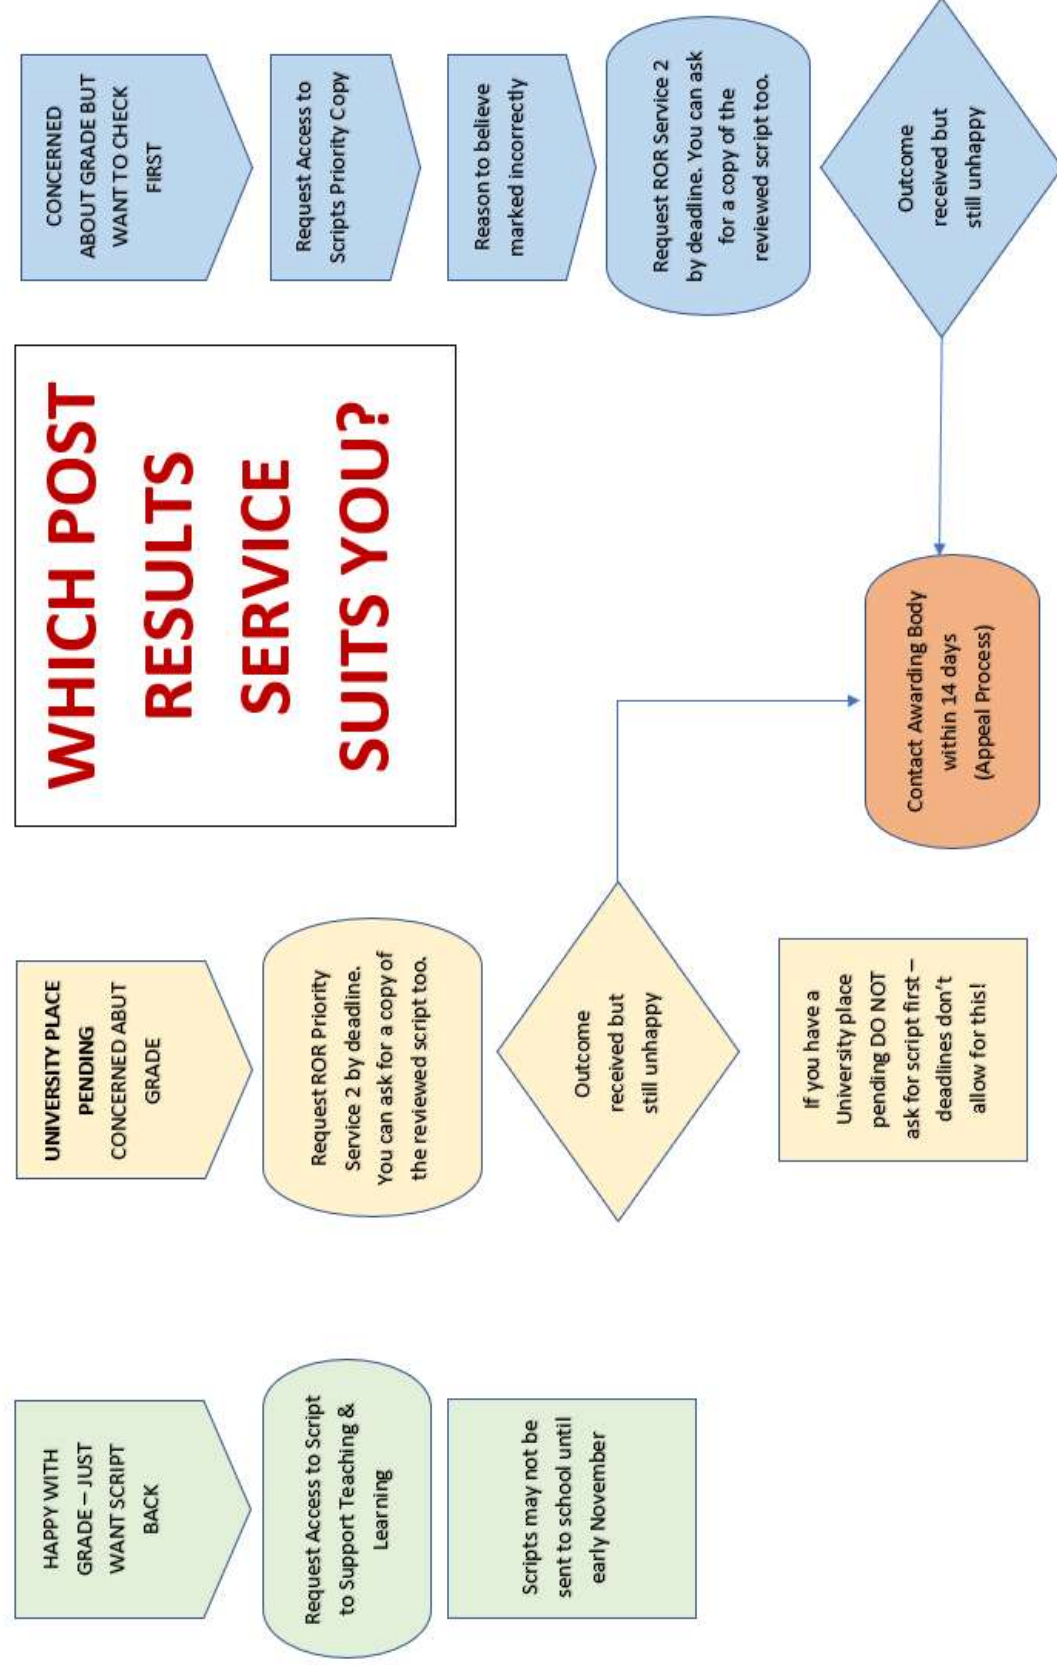 HAPPY WITH
GRADE – JUST
WANT SCRIPT
BACK
Request Access to Script
to Support Teaching &
Learning
Scripts may not be
sent to school until
early November
UNIVERSITY PLACE
PENDING
CONCERNED ABUT
GRADE
Request ROR Priority
Service 2 by deadline.
You can ask for a copy of
the reviewed script too.
Outcome
received but
still unhappy
If you have a
University place
pending DO NOT
ask for script first –
deadlines don't
allow for this!
WHICH POST
RESULTS
SERVICE
SUITS YOU?
Contact Awarding Body
within 14 days
(Appeal Process)
CONCERNED
ABOUT GRADE BUT
WANT TO CHECK
FIRST
Request Access to
Scripts Priority Copy
Reason to believe
marked incorrectly
Request ROR Service 2
by deadline. You can ask
for a copy of the
reviewed script too.
Outcome
received but
still unhappy